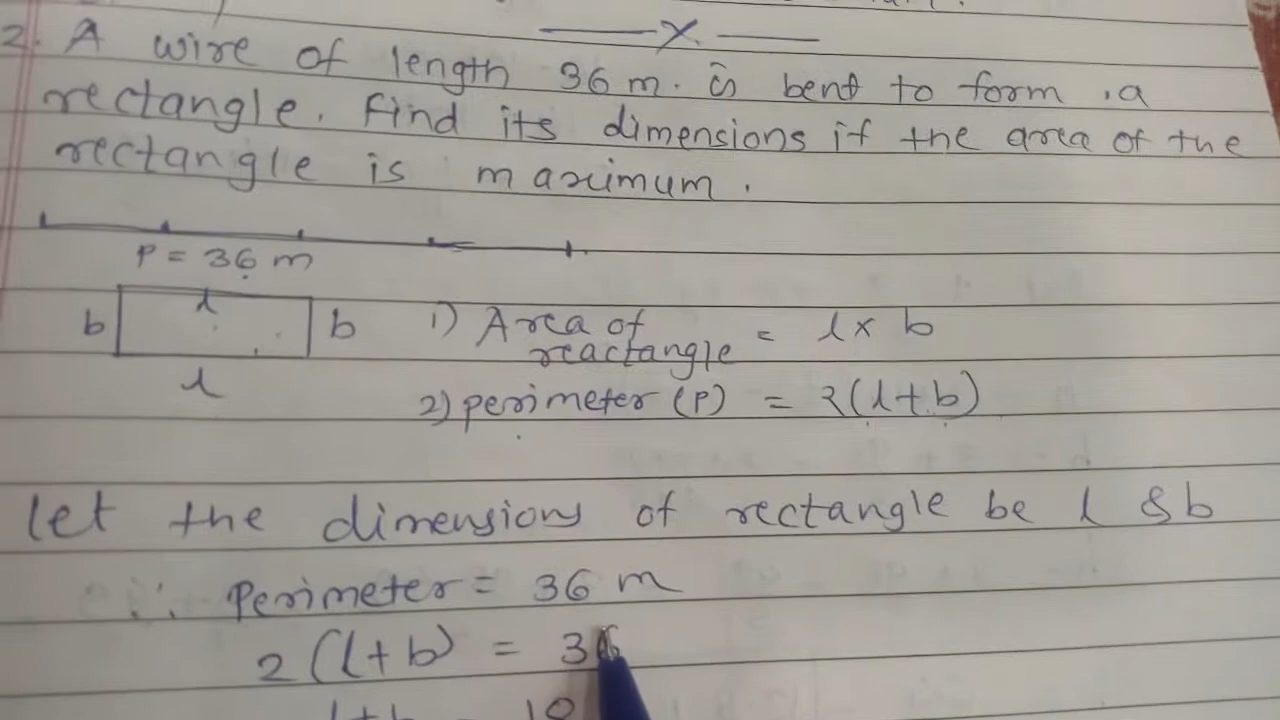 2. A wire of length 36 m. is bent to form a
rectangle. Find its dimensions if the area of the
rectangle is maximum.
P = 36 m
l
b b 1) Area of = l x b
reactangle
l
2) perimeter (P) = 2(l+b)
let the dimensions of rectangle be l & b
∴ Perimeter = 36 m
2 (l+b) = 36
l+b